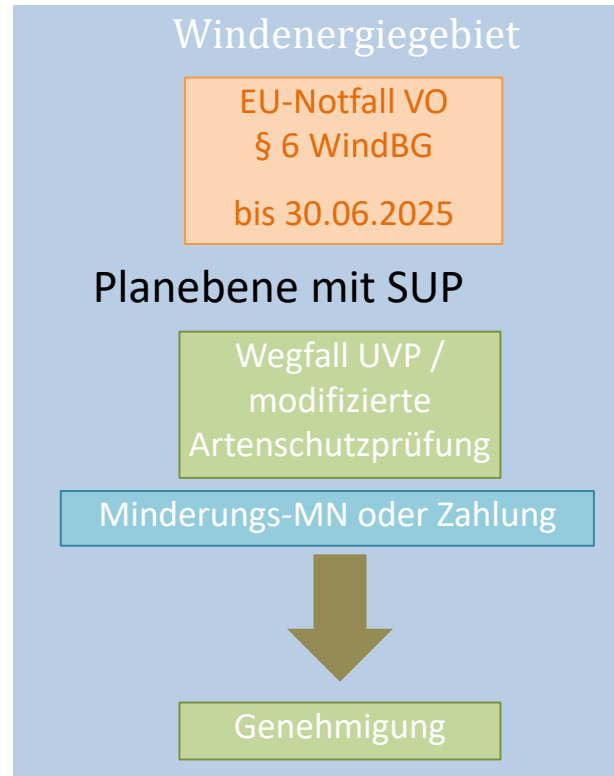 Windenergiegebiet
EU-Notfall VO
§ 6 WindBG
bis 30.06.2025
Planebene mit SUP
Wegfall UVP /
modifizierte
Artenschutzprüfung
Minderungs-MN oder Zahlung
Genehmigung